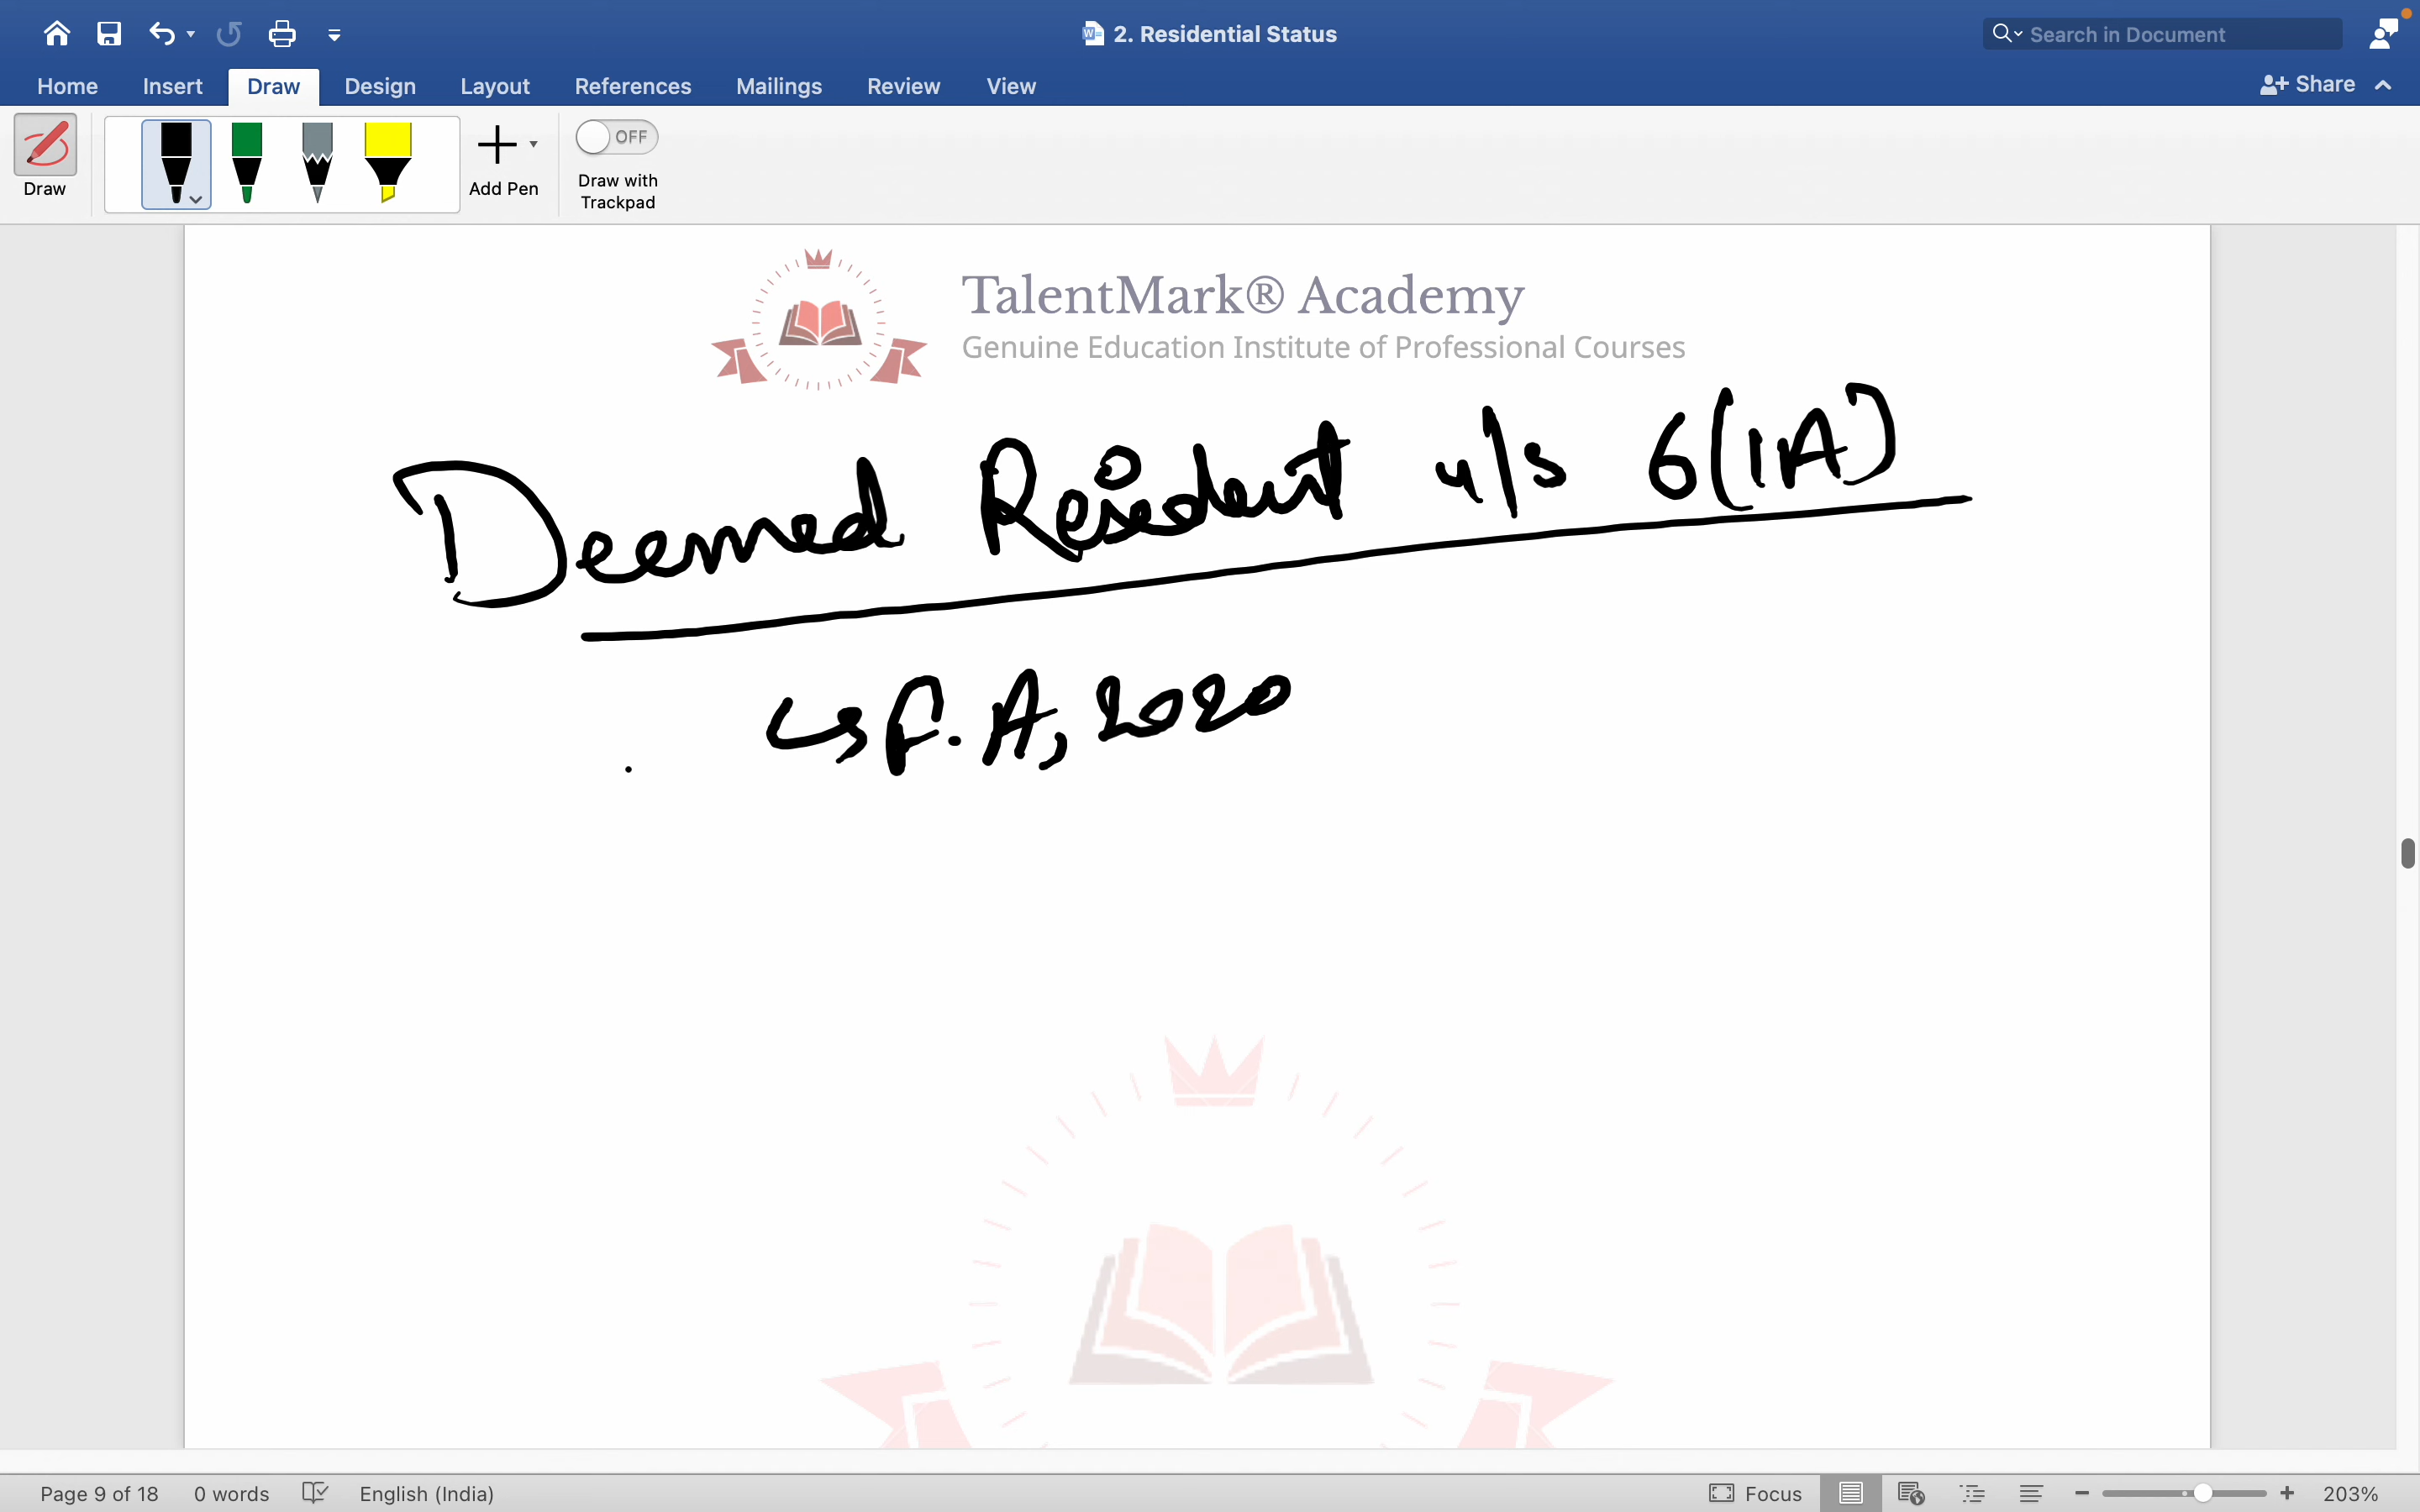 2. Residential Status
Search in Document
Home Insert Draw Design Layout References Mailings Review View
Share
OFF
Draw
Add Pen
Draw with
Trackpad
TalentMark® Academy
Genuine Education Institute of Professional Courses
Deemed Resident u/s 6(1A)
↳ F.A, 2020
Page 9 of 18 0 words English (India) Focus 203%